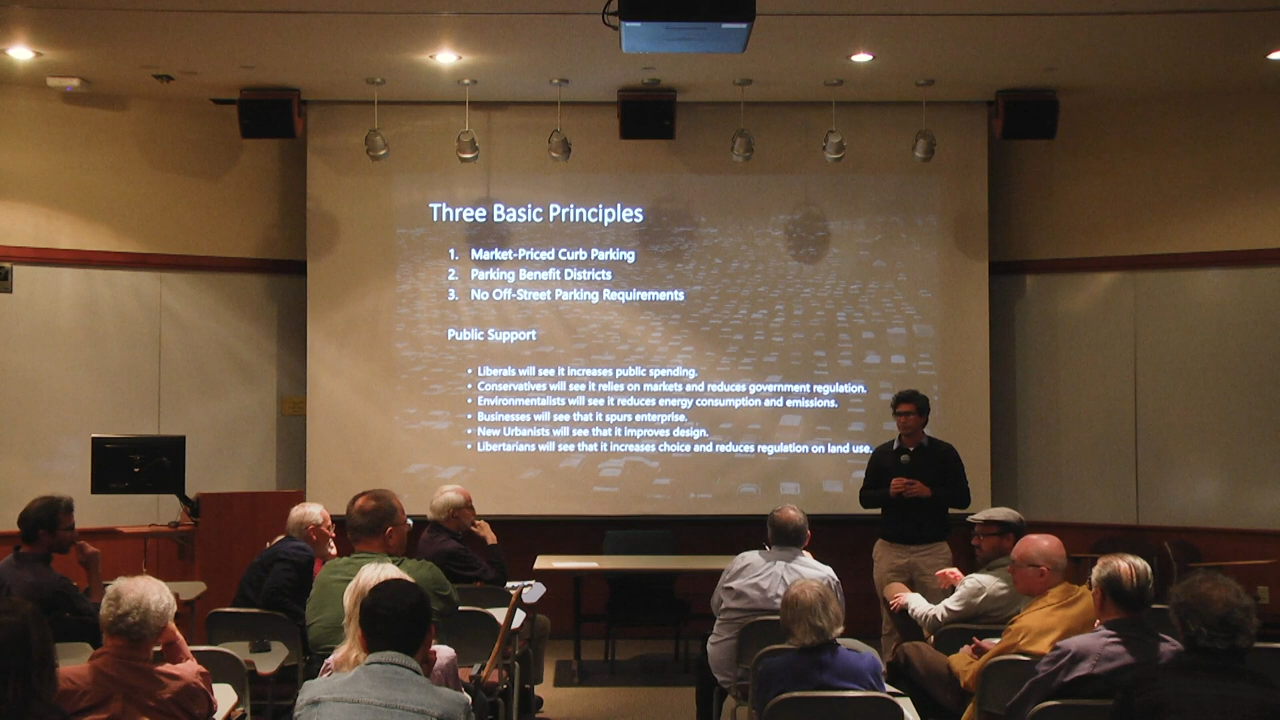 Three Basic Principles
1. Market-Priced Curb Parking
2. Parking Benefit Districts
3. No Off-Street Parking Requirements
Public Support
• Liberals will see it increases public spending.
• Conservatives will see it relies on markets and reduces government regulation.
• Environmentalists will see it reduces energy consumption and emissions.
• Businesses will see that it spurs enterprise.
• New Urbanists will see that it improves design.
• Libertarians will see that it increases choice and reduces regulation on land use.